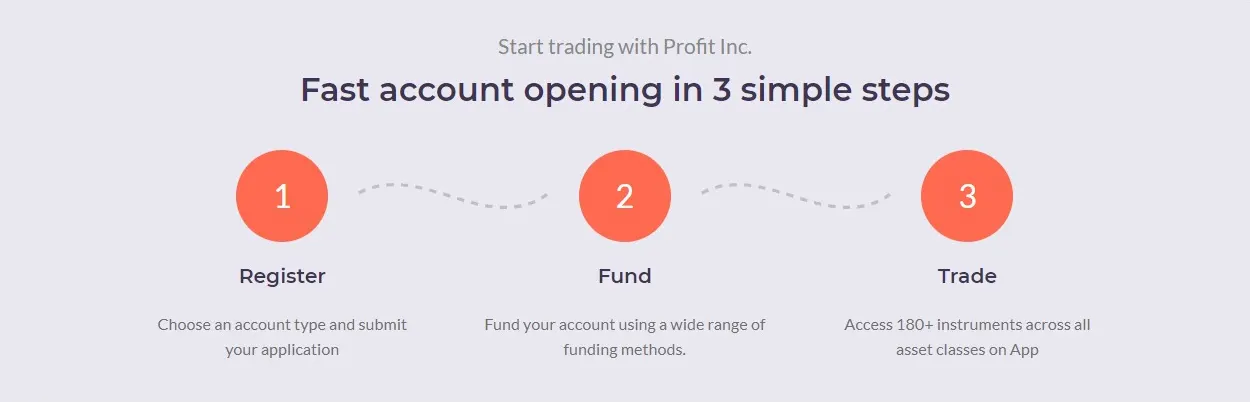 Start trading with Profit Inc.
Fast account opening in 3 simple steps
1
2
3
Register
Fund
Trade
Choose an account type and submit
your application
Fund your account using a wide range of
funding methods.
Access 180+ instruments across all
asset classes on App